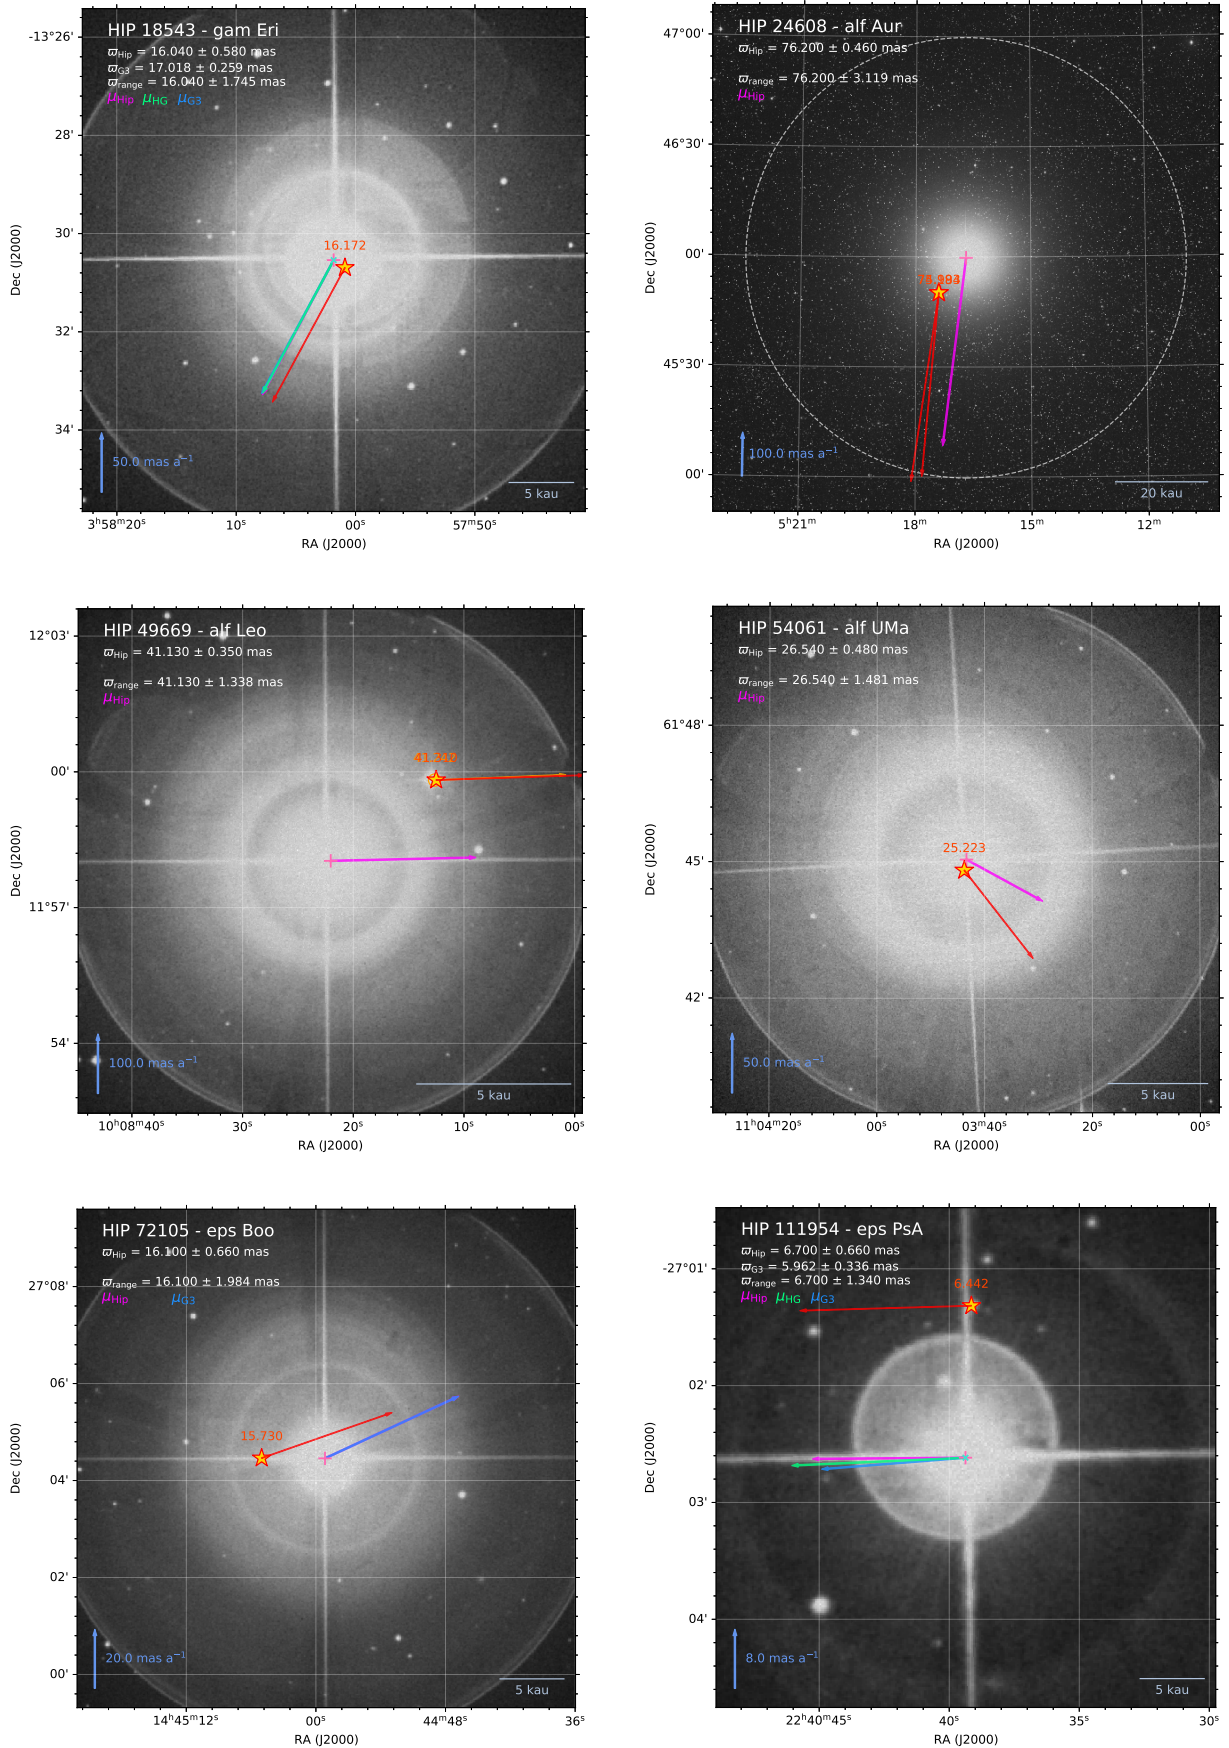 HIP 18543 - gam Eri
ϖHip = 16.040 ± 0.580 mas
ϖG3 = 17.018 ± 0.259 mas
ϖrange = 16.040 ± 1.745 mas
μHip μHG μG3
-13°26'
28'
30'
32'
34'
16.172
50.0 mas a⁻¹
5 kau
3ʰ58ᵐ20ˢ 10ˢ 00ˢ 57ᵐ50ˢ
RA (J2000)
Dec (J2000)
HIP 24608 - alf Aur
ϖHip = 76.200 ± 0.460 mas
ϖrange = 76.200 ± 3.119 mas
μHip
47°00'
46°30'
00'
45°30'
00'
100.0 mas a⁻¹
20 kau
5ʰ21ᵐ 18ᵐ 15ᵐ 12ᵐ
RA (J2000)
Dec (J2000)
HIP 49669 - alf Leo
ϖHip = 41.130 ± 0.350 mas
ϖrange = 41.130 ± 1.338 mas
μHip
12°03'
00'
11°57'
54'
100.0 mas a⁻¹
5 kau
10ʰ08ᵐ40ˢ 30ˢ 20ˢ 10ˢ 00ˢ
RA (J2000)
Dec (J2000)
HIP 54061 - alf UMa
ϖHip = 26.540 ± 0.480 mas
ϖrange = 26.540 ± 1.481 mas
μHip
61°48'
45'
42'
25.223
50.0 mas a⁻¹
5 kau
11ʰ04ᵐ20ˢ 00ˢ 03ᵐ40ˢ 20ˢ 00ˢ
RA (J2000)
Dec (J2000)
HIP 72105 - eps Boo
ϖHip = 16.100 ± 0.660 mas
ϖrange = 16.100 ± 1.984 mas
μHip μG3
27°08'
06'
04'
02'
00'
15.730
20.0 mas a⁻¹
5 kau
14ʰ45ᵐ12ˢ 00ˢ 44ᵐ48ˢ 36ˢ
RA (J2000)
Dec (J2000)
HIP 111954 - eps PsA
ϖHip = 6.700 ± 0.660 mas
ϖG3 = 5.962 ± 0.336 mas
ϖrange = 6.700 ± 1.340 mas
μHip μHG μG3
-27°01'
02'
03'
04'
6.442
8.0 mas a⁻¹
5 kau
22ʰ40ᵐ45ˢ 40ˢ 35ˢ 30ˢ
RA (J2000)
Dec (J2000)